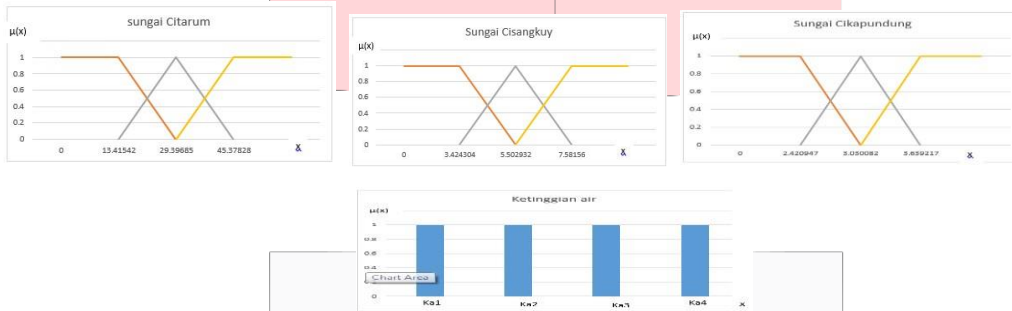 sungai Citarum
μ(x)
1
0.8
0.6
0.4
0.2
0
0 13.41542 29.39685 45.37828 x
Sungai Cisangkuy
μ(x)
1
0.8
0.6
0.4
0.2
0
0 3.424304 5.502932 7.58156 x
Sungai Cikapundung
μ(x)
1
0.8
0.6
0.4
0.2
0
0 2.420947 3.659217 x
Ketinggian air
μ(x)
1
0.8
0.6
0.4
Chart Area
0
Ka1 Ka2 Ka3 Ka4 x